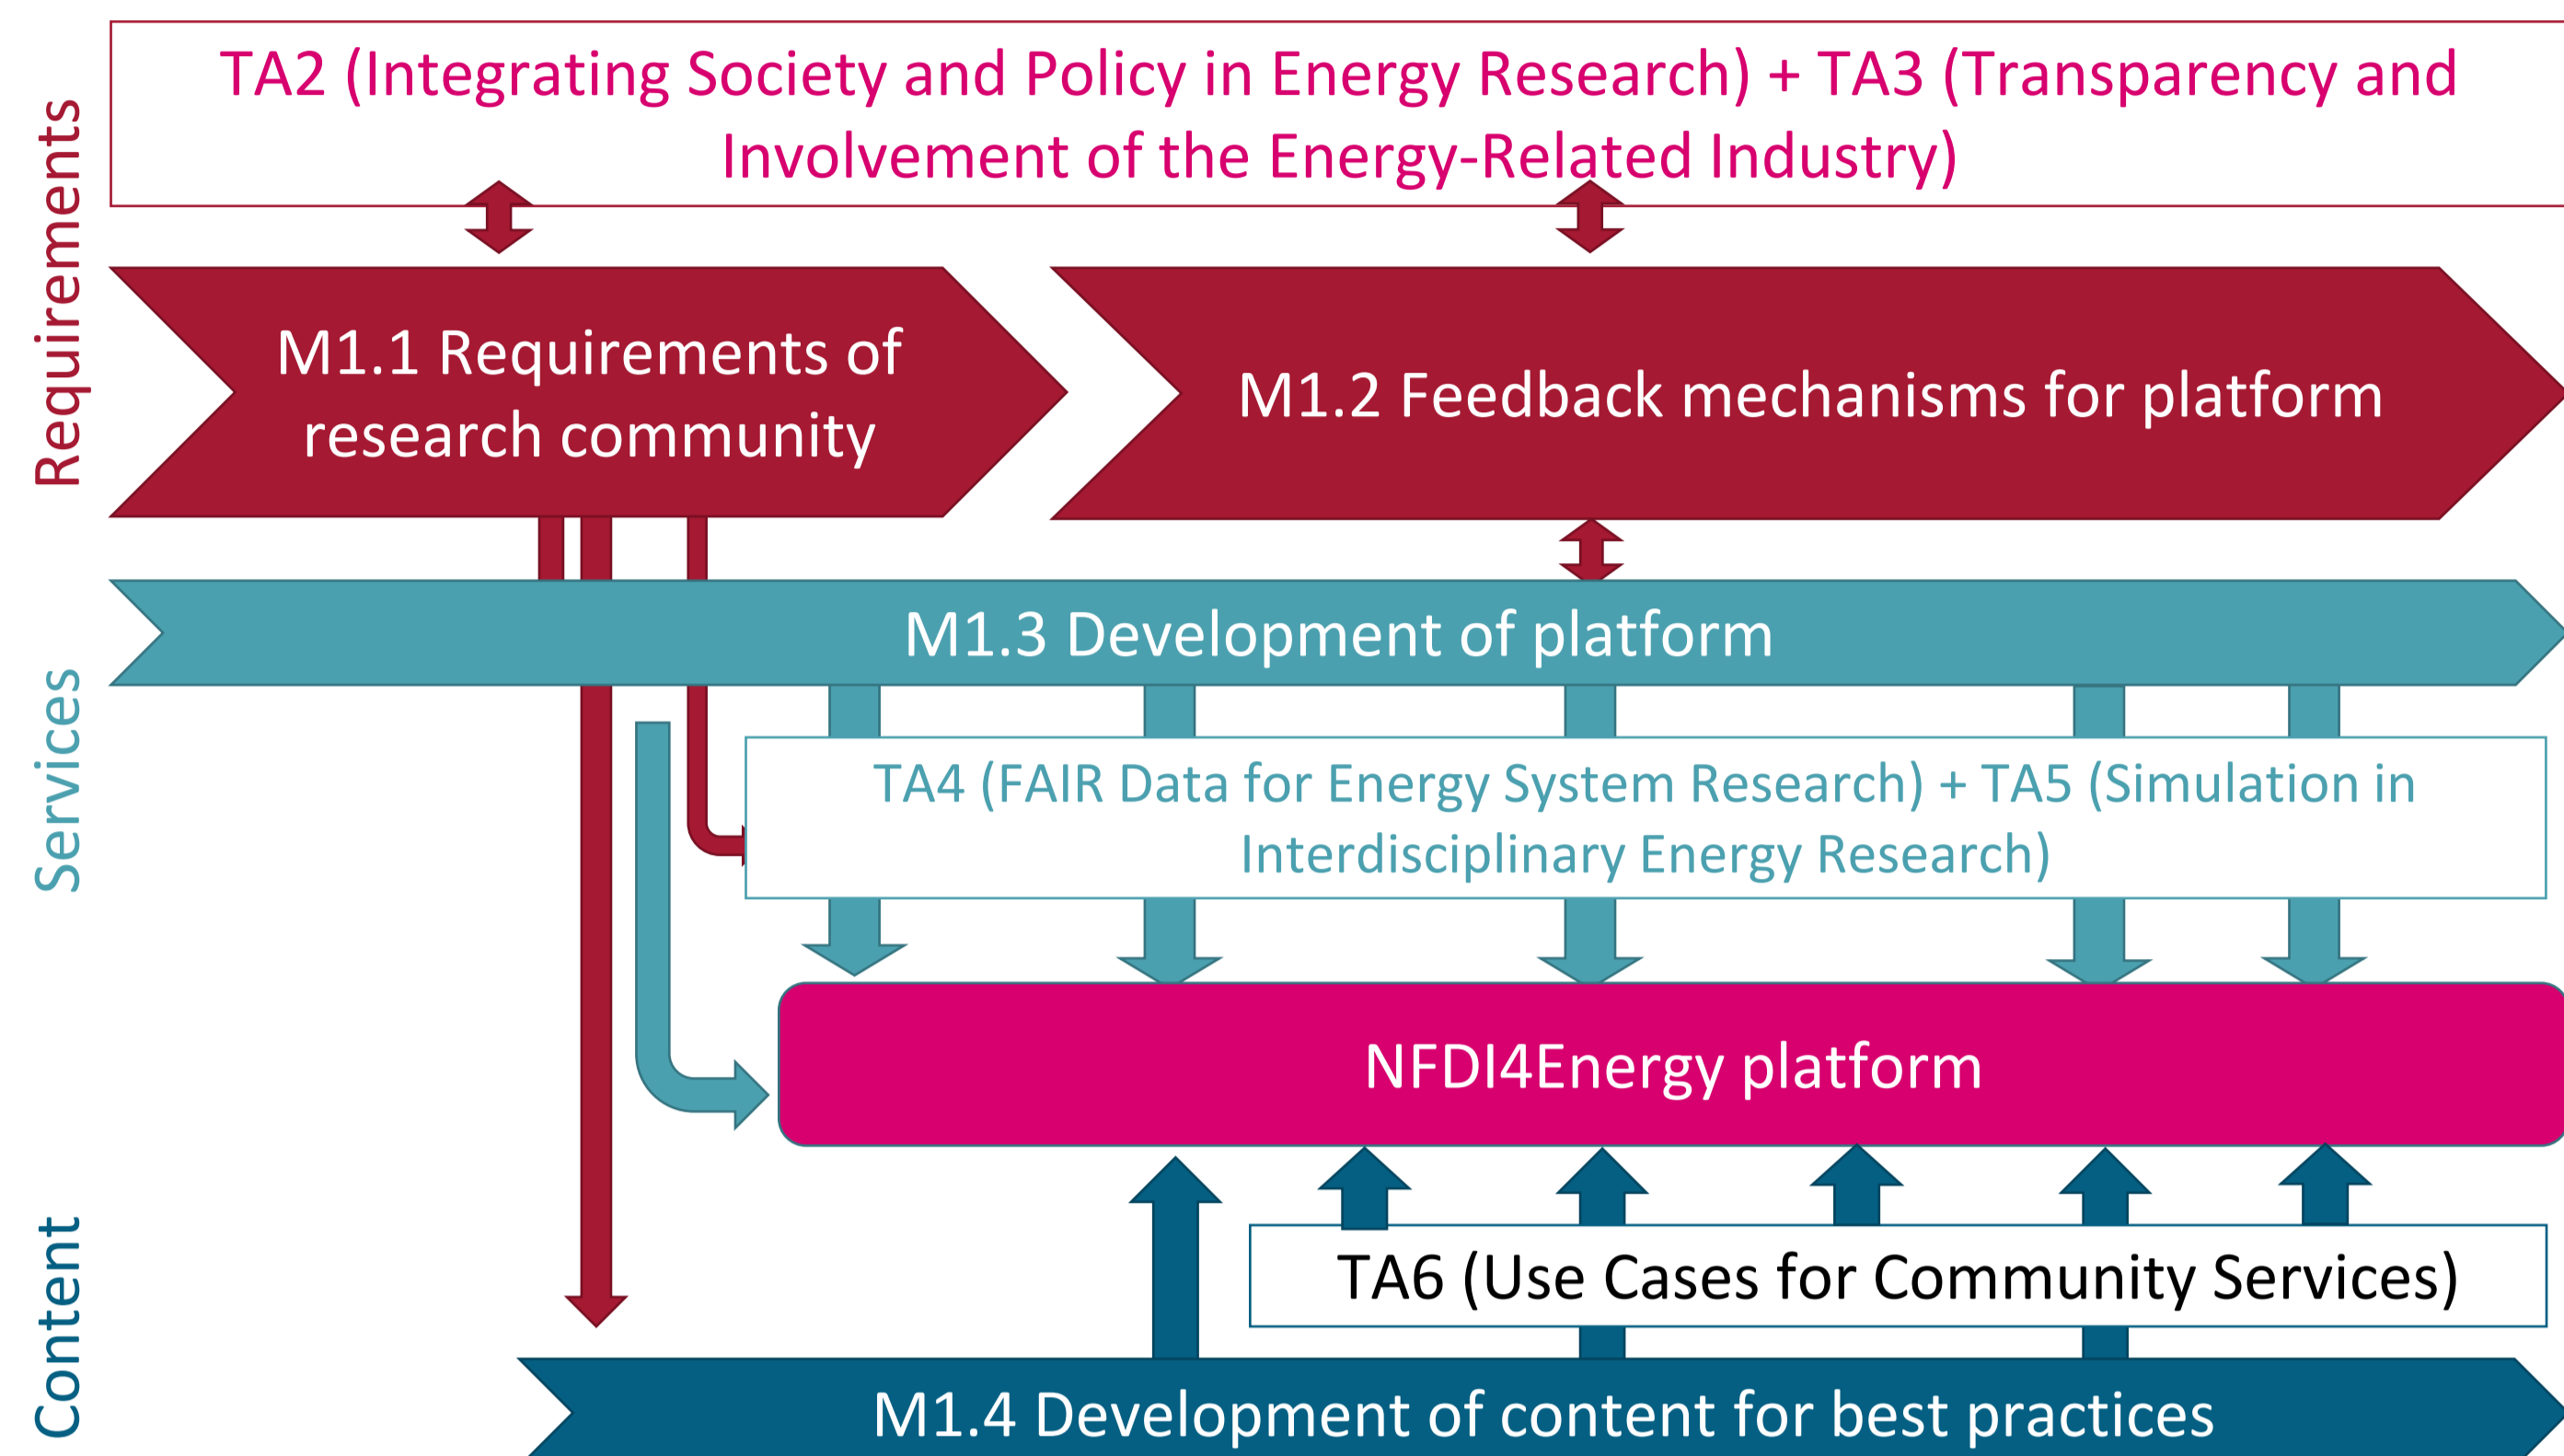 Requirements
TA2 (Integrating Society and Policy in Energy Research) + TA3 (Transparency and
Involvement of the Energy-Related Industry)
M1.1 Requirements of
research community
M1.2 Feedback mechanisms for platform
Services
M1.3 Development of platform
TA4 (FAIR Data for Energy System Research) + TA5 (Simulation in
Interdisciplinary Energy Research)
NFDI4Energy platform
Content
TA6 (Use Cases for Community Services)
M1.4 Development of content for best practices